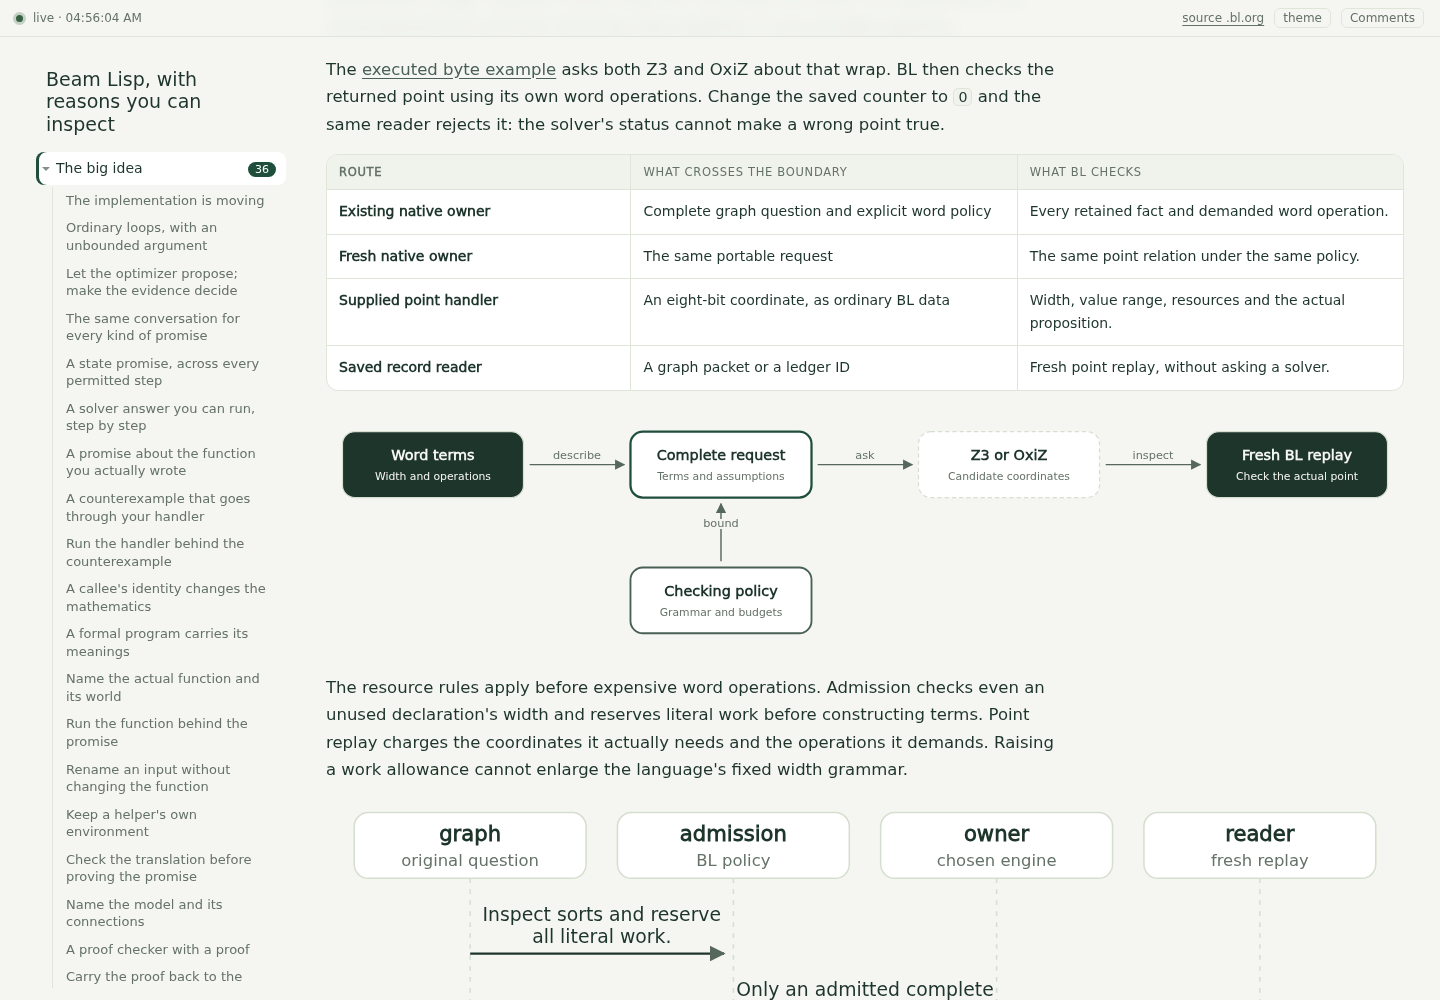 live · 04:56:04 AM
source .bl.org
theme
Comments
Beam Lisp, with
reasons you can
inspect
The big idea
36
The implementation is moving
Ordinary loops, with an
unbounded argument
Let the optimizer propose;
make the evidence decide
The same conversation for
every kind of promise
A state promise, across every
permitted step
A solver answer you can run,
step by step
A promise about the function
you actually wrote
A counterexample that goes
through your handler
Run the handler behind the
counterexample
A callee's identity changes the
mathematics
A formal program carries its
meanings
Name the actual function and
its world
Run the function behind the
promise
Rename an input without
changing the function
Keep a helper's own
environment
Check the translation before
proving the promise
Name the model and its
connections
A proof checker with a proof
Carry the proof back to the
The executed byte example asks both Z3 and OxiZ about that wrap. BL then checks the
returned point using its own word operations. Change the saved counter to 0 and the
same reader rejects it: the solver's status cannot make a wrong point true.
ROUTE
WHAT CROSSES THE BOUNDARY
WHAT BL CHECKS
Existing native owner
Complete graph question and explicit word policy
Every retained fact and demanded word operation.
Fresh native owner
The same portable request
The same point relation under the same policy.
Supplied point handler
An eight-bit coordinate, as ordinary BL data
Width, value range, resources and the actual
proposition.
Saved record reader
A graph packet or a ledger ID
Fresh point replay, without asking a solver.
Word terms
Width and operations
describe
Complete request
Terms and assumptions
ask
Z3 or OxiZ
Candidate coordinates
inspect
Fresh BL replay
Check the actual point
bound
Checking policy
Grammar and budgets
The resource rules apply before expensive word operations. Admission checks even an
unused declaration's width and reserves literal work before constructing terms. Point
replay charges the coordinates it actually needs and the operations it demands. Raising
a work allowance cannot enlarge the language's fixed width grammar.
graph
original question
admission
BL policy
owner
chosen engine
reader
fresh replay
Inspect sorts and reserve
all literal work.
Only an admitted complete